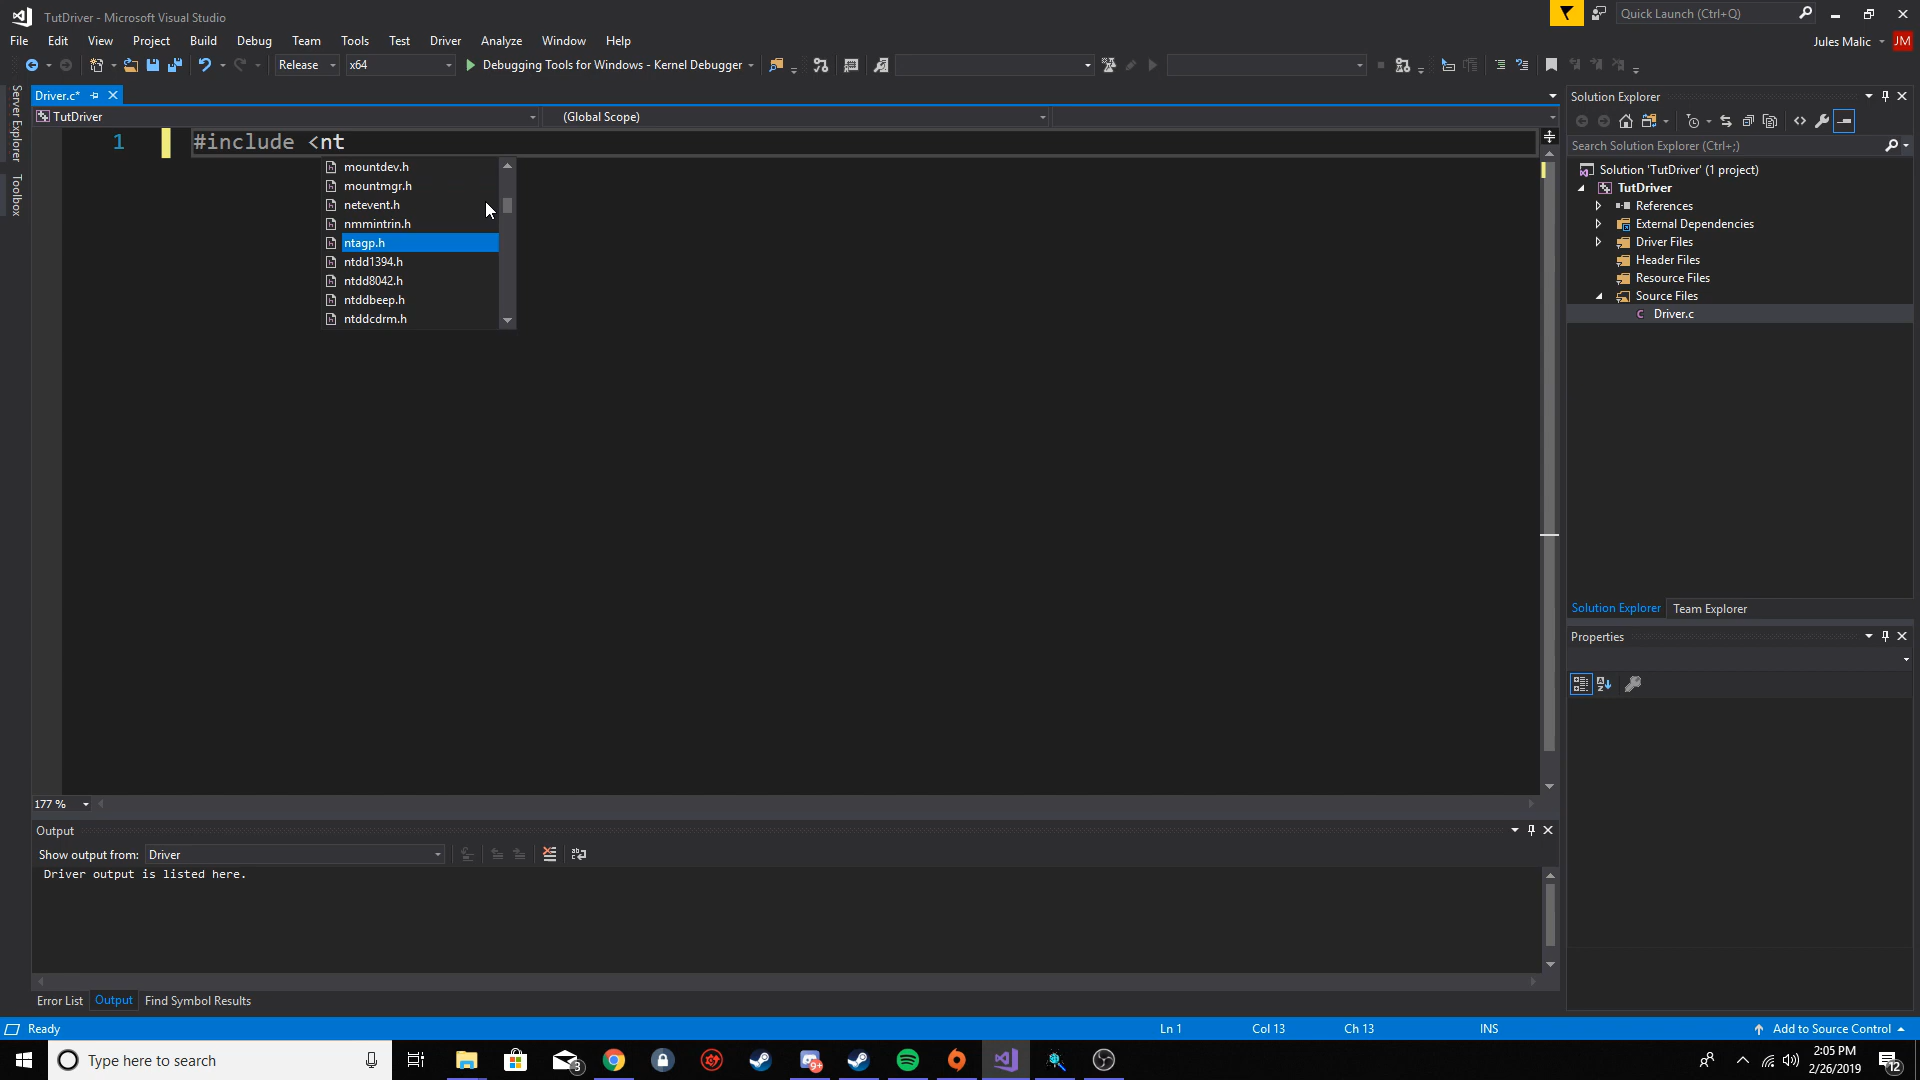 TutDriver - Microsoft Visual Studio
Quick Launch (Ctrl+Q)
File Edit View Project Build Debug Team Tools Test Driver Analyze Window Help
Jules Malic JM
Release x64 Debugging Tools for Windows - Kernel Debugger
Server Explorer
Toolbox
Driver.c*
TutDriver (Global Scope)
1 #include <nt
mountdev.h
mountmgr.h
netevent.h
nmmintrin.h
ntagp.h
ntdd1394.h
ntdd8042.h
ntddbeep.h
ntddcdrm.h
177 %
Solution Explorer
Search Solution Explorer (Ctrl+;)
Solution 'TutDriver' (1 project)
TutDriver
References
External Dependencies
Driver Files
Header Files
Resource Files
Source Files
Driver.c
Solution Explorer Team Explorer
Properties
Output
Show output from: Driver
Driver output is listed here.
Error List Output Find Symbol Results
Ready Ln 1 Col 13 Ch 13 INS Add to Source Control
Type here to search
3
9+
2:05 PM
2/26/2019
12